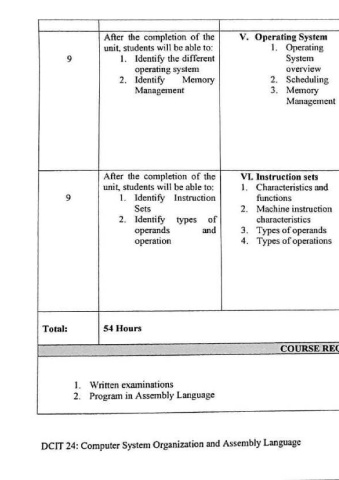 9
After the completion of the
unit, students will be able to:
1. Identify the different
operating system
2. Identify Memory
Management
V. Operating System
1. Operating
System
overview
2. Scheduling
3. Memory
Management
9
After the completion of the
unit, students will be able to:
1. Identify Instruction
Sets
2. Identify types of
operands and
operation
VI. Instruction sets
1. Characteristics and
functions
2. Machine instruction
characteristics
3. Types of operands
4. Types of operations
Total: 54 Hours
COURSE REQ
1. Written examinations
2. Program in Assembly Language
DCIT 24: Computer System Organization and Assembly Language